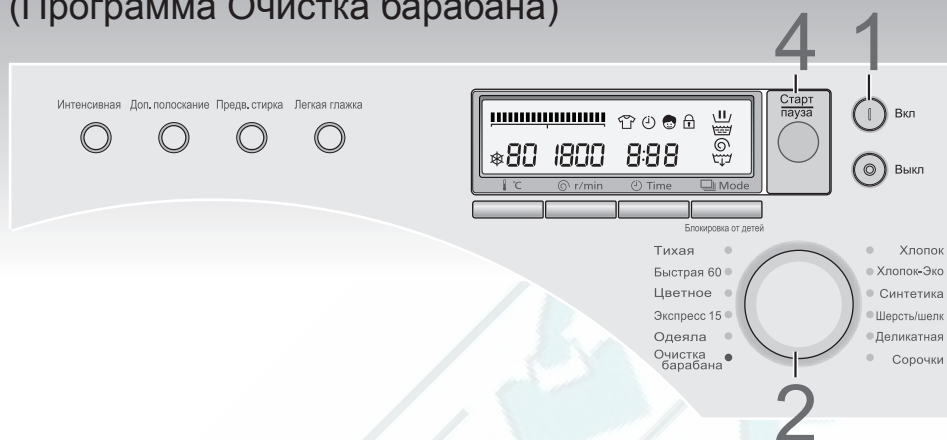 (Программа Очистка барабана)
4 1
Интенсивная Доп. полоскание Предв. стирка Легкая глажка
Старт
пауза
Вкл
80 1800 8:88
°C r/min Time Mode
Выкл
Блокировка от детей
Тихая Хлопок
Быстрая 60 Хлопок-Эко
Цветное Синтетика
Экспресс 15 Шерсть/шелк
Одеяла Деликатная
Очистка
барабана Сорочки
2